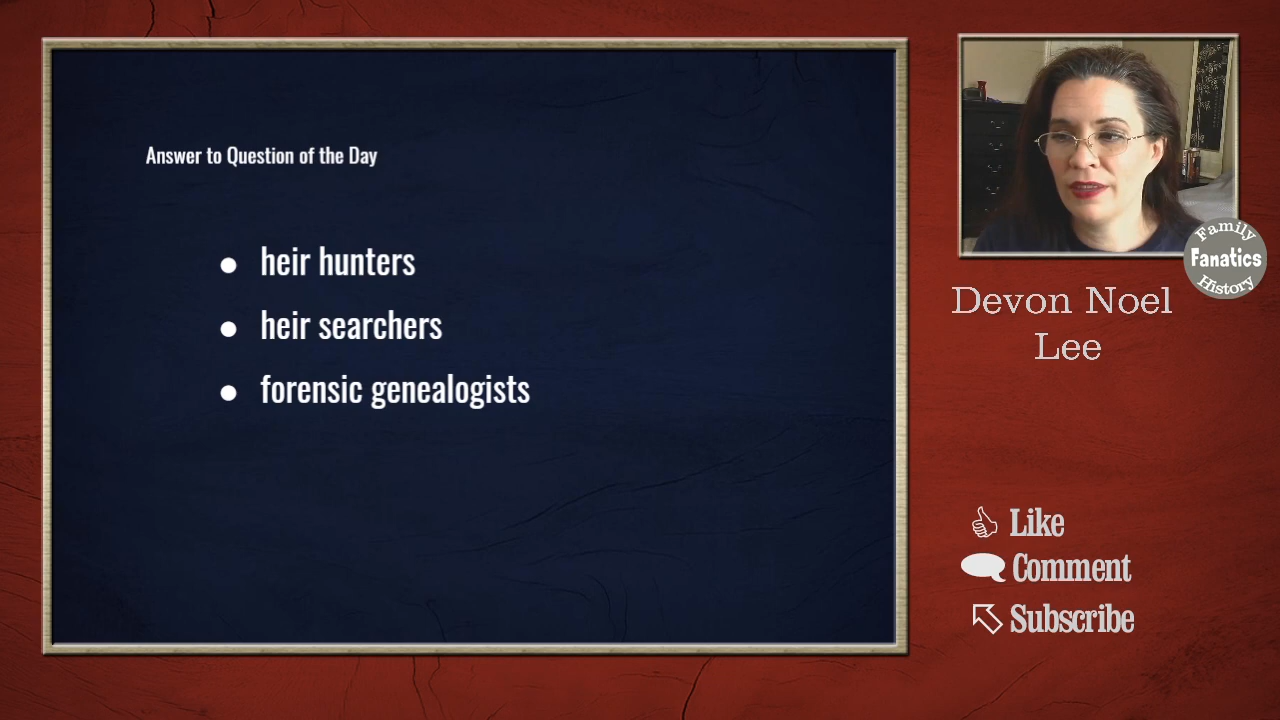 Answer to Question of the Day
● heir hunters
● heir searchers
● forensic genealogists
Family
Fanatics
History
Devon Noel
Lee
Like
Comment
Subscribe